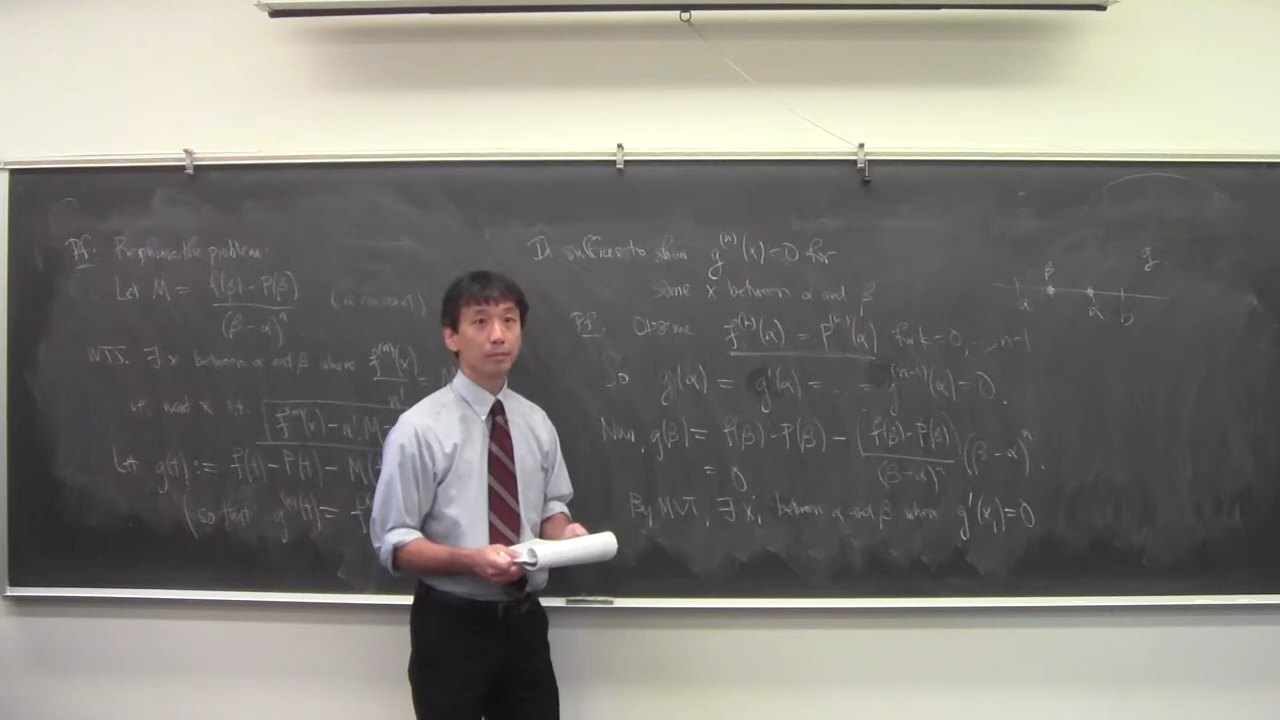 Pf: Rephrase the problem:
Let M = f(β) - P(β) / (β-α)^n (a constant)
WTS. ∃ x between α and β where f^(n)(x) / n! = M
i.e., want x s.t. f^(n)(x) - n! M
Let g(t) := f(t) - P(t) - M(t
(so that g^(n)(t) = f
It suffices to show g^(n)(x) = 0 for
some x between α and β
Pf: Observe f^(k)(α) = P^(k)(α) for k=0, ..., n-1
So g(α) = g'(α) = ... = g^(n-1)(α) = 0.
Now, g(β) = f(β) - P(β) - (f(β) - P(β) / (β-α)^n) (β-α)^n.
= 0
By MVT, ∃ x₁ between α and β where g'(x₁) = 0
g
β
a
α
b